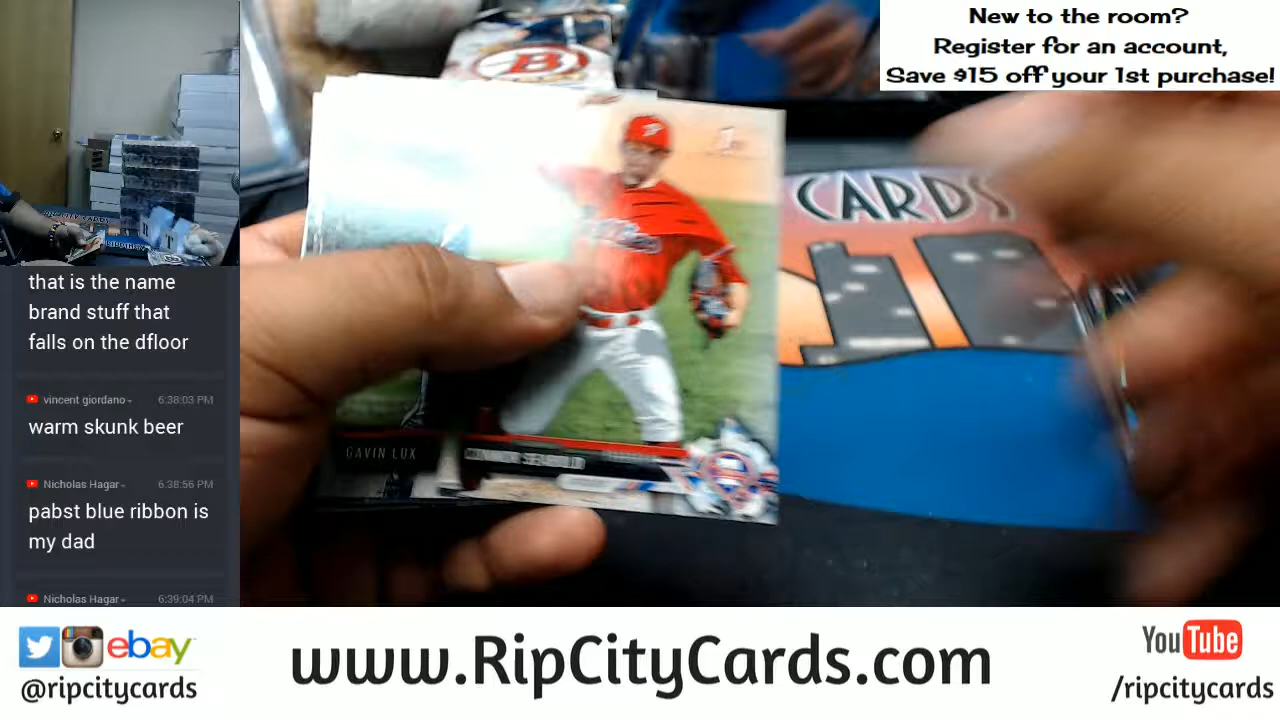 New to the room?
Register for an account,
Save $15 off your 1st purchase!
CARDS
that is the name
brand stuff that
falls on the dfloor
vincent giordano
6:38:03 PM
warm skunk beer
Nicholas Hagar
6:38:56 PM
pabst blue ribbon is
my dad
Nicholas Hagar
6:39:04 PM
B
GAVIN LUX
ebay
@ripcitycards
www.RipCityCards.com
YouTube
/ripcitycards